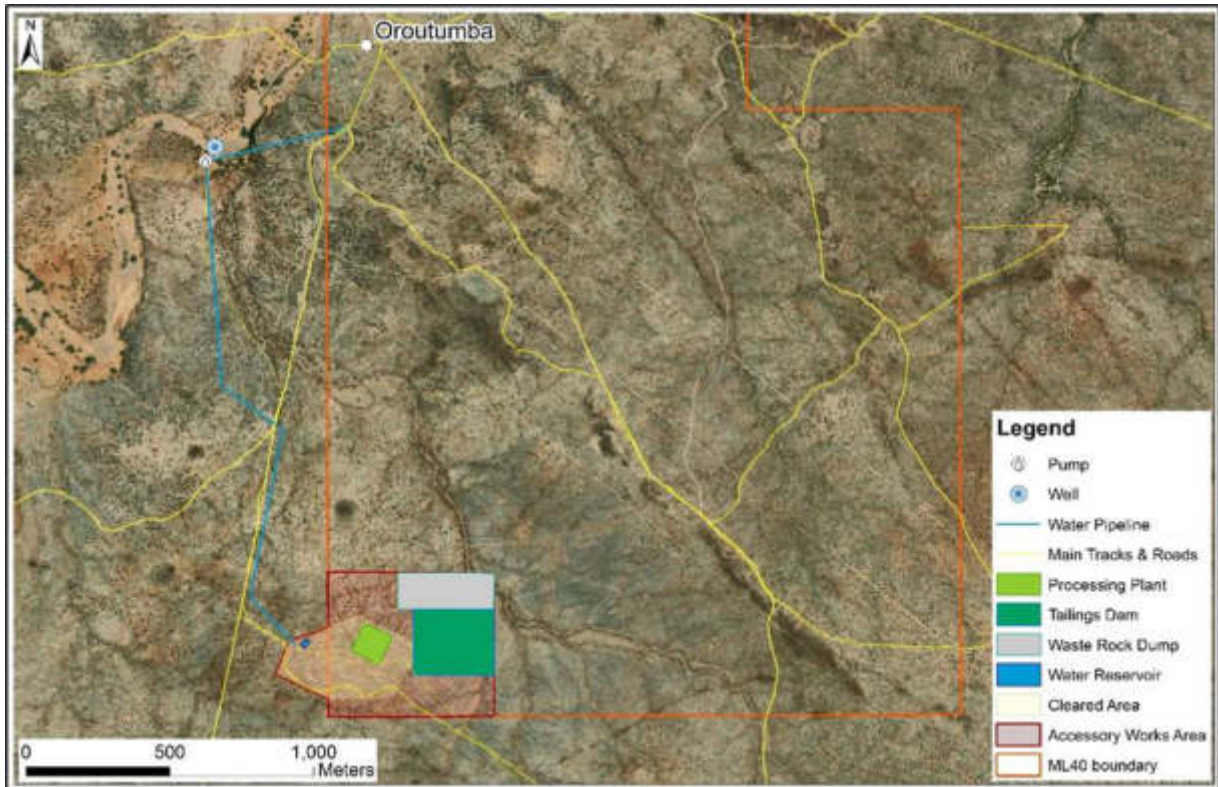 N
Oroutumba
Legend
Pump
Well
Water Pipeline
Main Tracks & Roads
Processing Plant
Tailings Dam
Waste Rock Dump
Water Reservoir
Cleared Area
Accessory Works Area
ML40 boundary
0 500 1,000
Meters